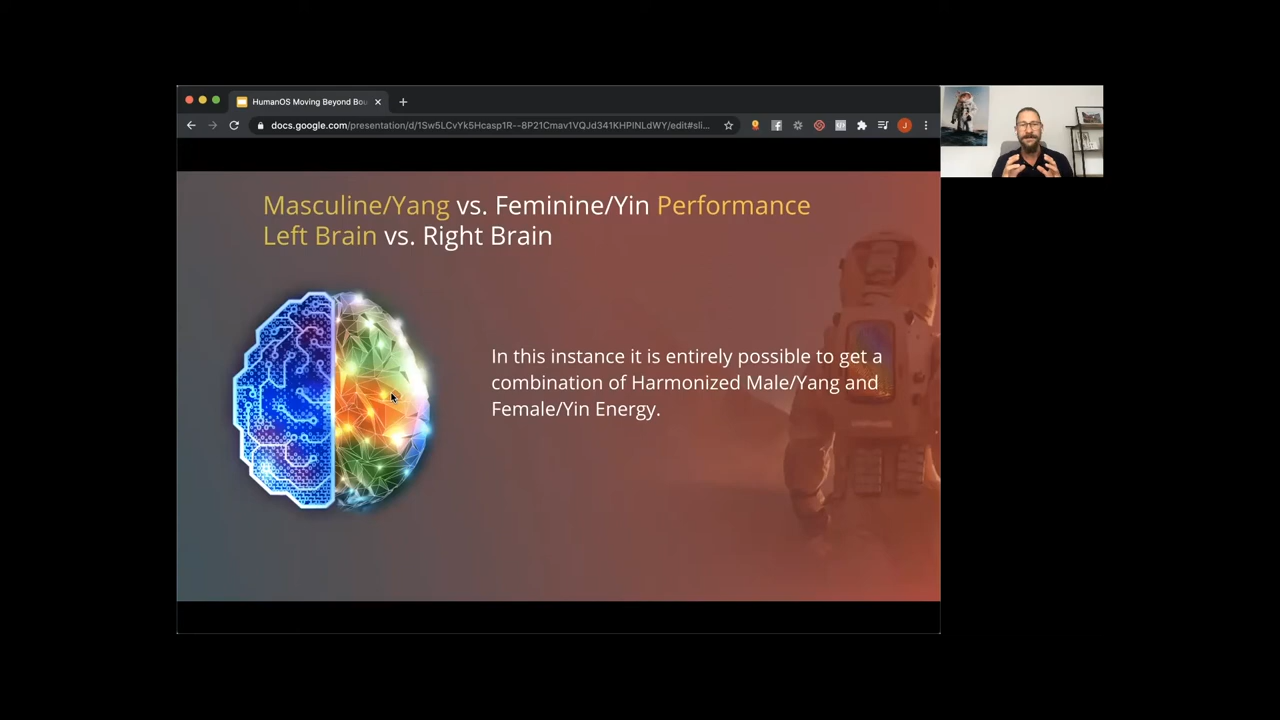 HumanOS Moving Beyond Bou
docs.google.com/presentation/d/1Sw5LCvYk5Hcasp1R--8P21Cmav1VQJd341KHPINLdWY/edit#sli...
J
Masculine/Yang vs. Feminine/Yin Performance
Left Brain vs. Right Brain
In this instance it is entirely possible to get a
combination of Harmonized Male/Yang and
Female/Yin Energy.